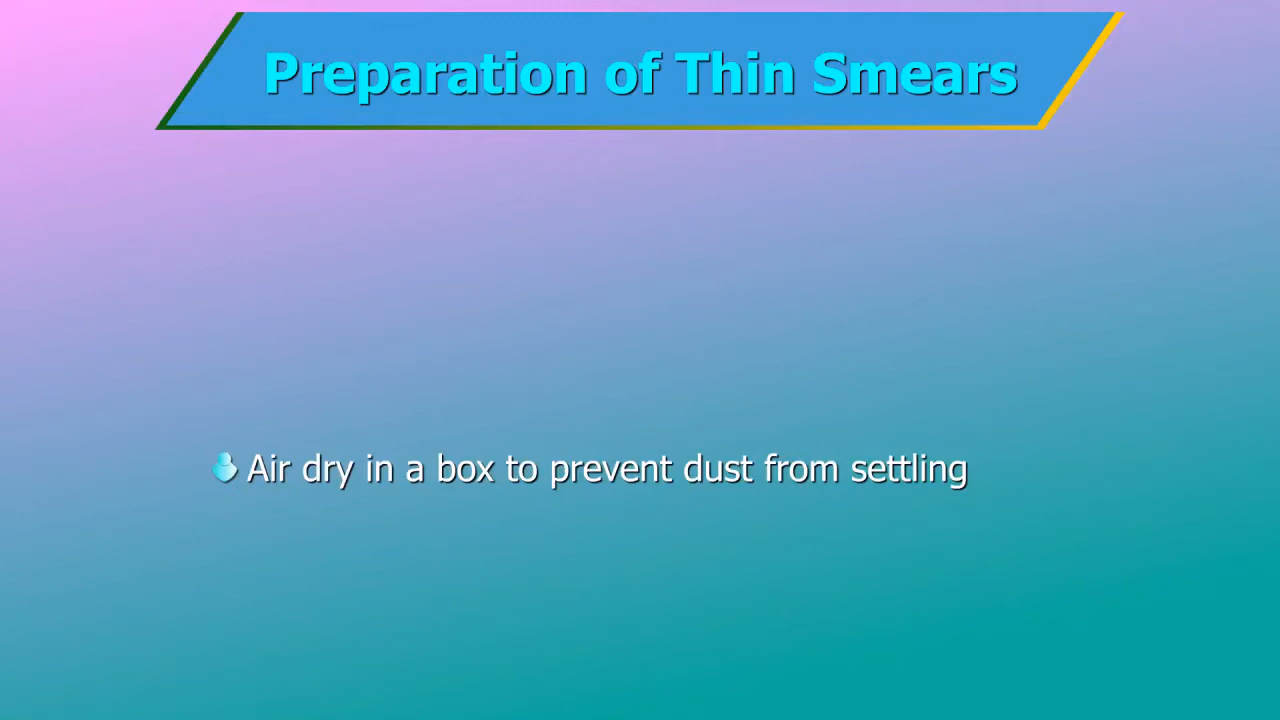 Preparation of Thin Smears
Air dry in a box to prevent dust from settling